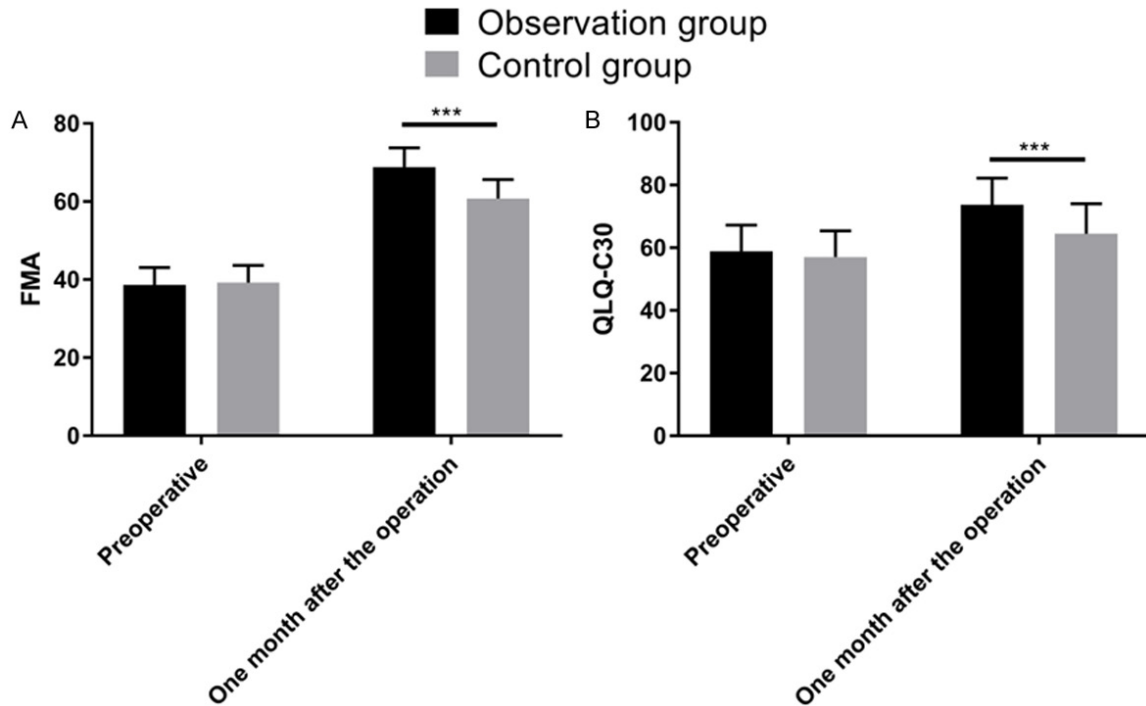 Observation group
Control group
A
FMA
80
60
40
20
0
***
Preoperative
One month after the operation
B
QLQ-C30
100
80
60
40
20
0
***
Preoperative
One month after the operation